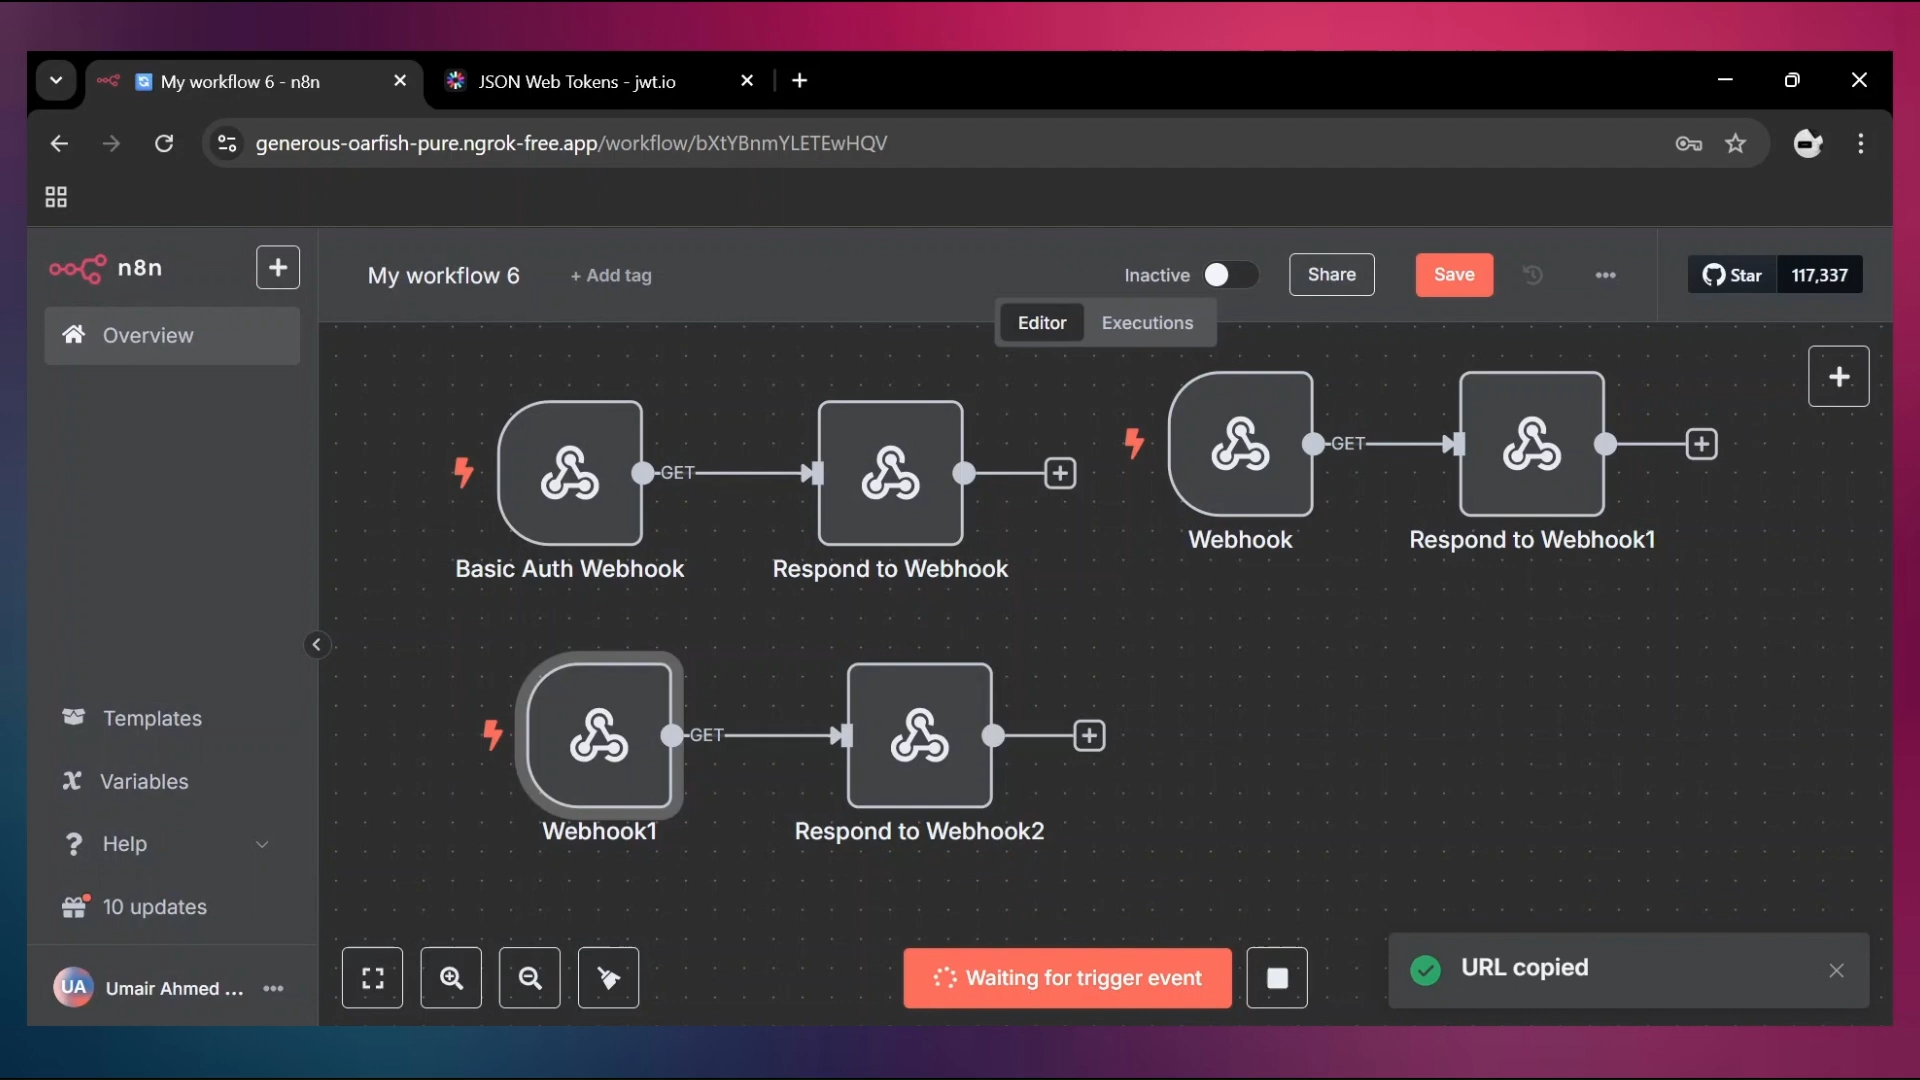 My workflow 6 - n8n
JSON Web Tokens - jwt.io
generous-oarfish-pure.ngrok-free.app/workflow/bXtYBnmYLETEwHQV
n8n
My workflow 6
+ Add tag
Inactive
Share
Save
Star
117,337
Editor
Executions
Overview
GET
Basic Auth Webhook
Respond to Webhook
GET
Webhook
Respond to Webhook1
GET
Webhook1
Respond to Webhook2
Templates
Variables
Help
10 updates
UA
Umair Ahmed ...
Waiting for trigger event
URL copied